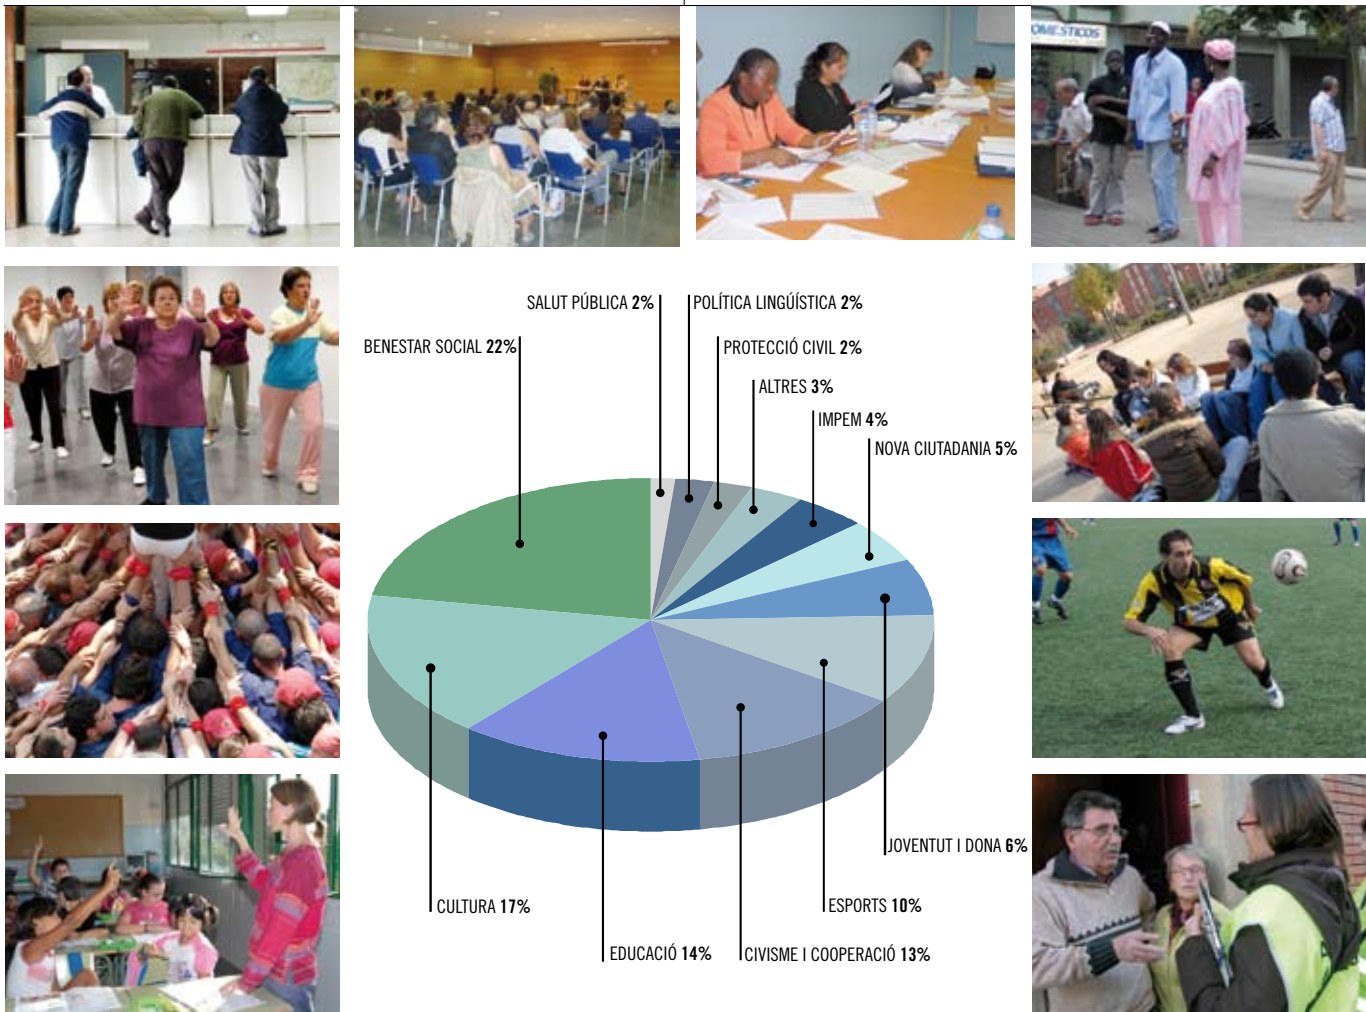 OMÈSTICOS
SALUT PÚBLICA 2%
POLÍTICA LINGÜÍSTICA 2%
BENESTAR SOCIAL 22%
PROTECCIÓ CIVIL 2%
ALTRES 3%
IMPEM 4%
NOVA CIUTADANIA 5%
JOVENTUT I DONA 6%
CULTURA 17%
ESPORTS 10%
EDUCACIÓ 14%
CIVISME I COOPERACIÓ 13%